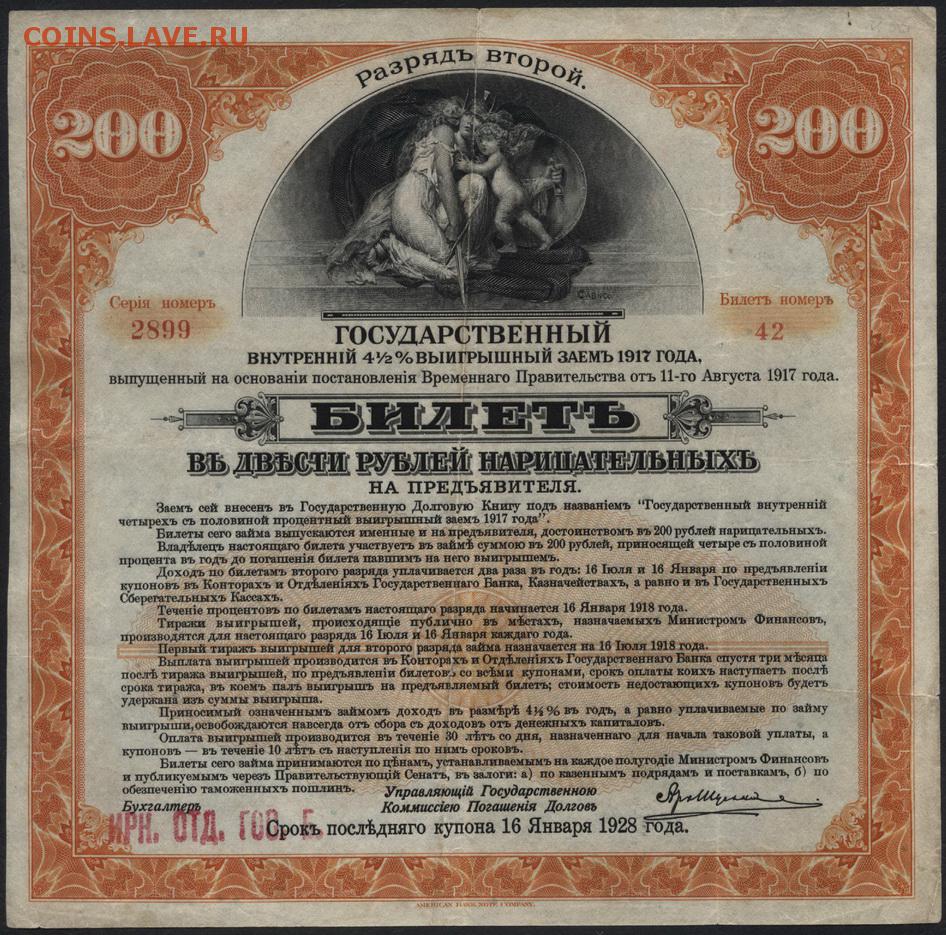 COINS.LAVE.RU
Разрядъ второй.
200 200
Серія номеръ Билетъ номеръ
2899 42
ГОСУДАРСТВЕННЫЙ
ВНУТРЕННІЙ 4½% ВЫИГРЫШНЫЙ ЗАЕМЪ 1917 ГОДА,
выпущенный на основаніи постановленія Временнаго Правительства отъ 11-го Августа 1917 года.
БИЛЕТЪ
ВЪ ДВѢСТИ РУБЛЕЙ НАРИЦАТЕЛЬНЫХЪ
НА ПРЕДЪЯВИТЕЛЯ.
Заемъ сей внесенъ въ Государственную Долговую Книгу подъ названіемъ "Государственный внутренній
четырехъ съ половиной процентный выигрышный заемъ 1917 года".
Билеты сего займа выпускаются именные и на предъявителя, достоинствомъ въ 200 рублей нарицательныхъ.
Владѣлецъ настоящаго билета участвуетъ въ займѣ суммою въ 200 рублей, приносящей четыре съ половиной
процента въ годъ до погашенія билета павшимъ на него выигрышемъ.
Доходъ по билетамъ второго разряда уплачивается два раза въ годъ: 16 Іюля и 16 Января по предъявленіи
купоновъ въ Конторахъ и Отдѣленіяхъ Государственнаго Банка, Казначействахъ, а равно и въ Государственныхъ
Сберегательныхъ Кассахъ.
Теченіе процентовъ по билетамъ настоящаго разряда начинается 16 Января 1918 года.
Тиражи выигрышей, происходящіе публично въ мѣстахъ, назначаемыхъ Министромъ Финансовъ,
производятся для настоящаго разряда 16 Іюля и 16 Января каждаго года.
Первый тиражъ выигрышей для второго разряда займа назначается на 16 Іюля 1918 года.
Выплата выигрышей производится въ Конторахъ и Отдѣленіяхъ Государственнаго Банка спустя три мѣсяца
послѣ тиража выигрышей, по предъявленіи билетовъ со всѣми купонами, срокъ оплаты коихъ наступаетъ послѣ
срока тиража, въ коемъ палъ выигрышъ на предъявляемый билетъ; стоимость недостающихъ купоновъ будетъ
удержана изъ суммы выигрыша.
Приносимый означеннымъ займомъ доходъ въ размѣрѣ 4½% въ годъ, а равно уплачиваемые по займу
выигрыши, освобождаются навсегда отъ сбора съ доходовъ отъ денежныхъ капиталовъ.
Оплата выигрышей производится въ теченіе 30 лѣтъ со дня, назначеннаго для начала таковой уплаты, а
купоновъ — въ теченіе 10 лѣтъ съ наступленія по нимъ сроковъ.
Билеты сего займа принимаются по цѣнамъ, устанавливаемымъ на каждое полугодіе Министромъ Финансовъ
и публикуемымъ черезъ Правительствующій Сенатъ, въ залоги: а) по казеннымъ подрядамъ и поставкамъ, б) по
обезпеченію таможенныхъ пошлинъ.
Управляющій Государственною
Коммиссіею Погашенія Долговъ
Бухгалтеръ
ИРК. ОТД. ГОС. Б.
Срокъ послѣдняго купона 16 Января 1928 года.
AMERICAN BANK NOTE COMPANY.